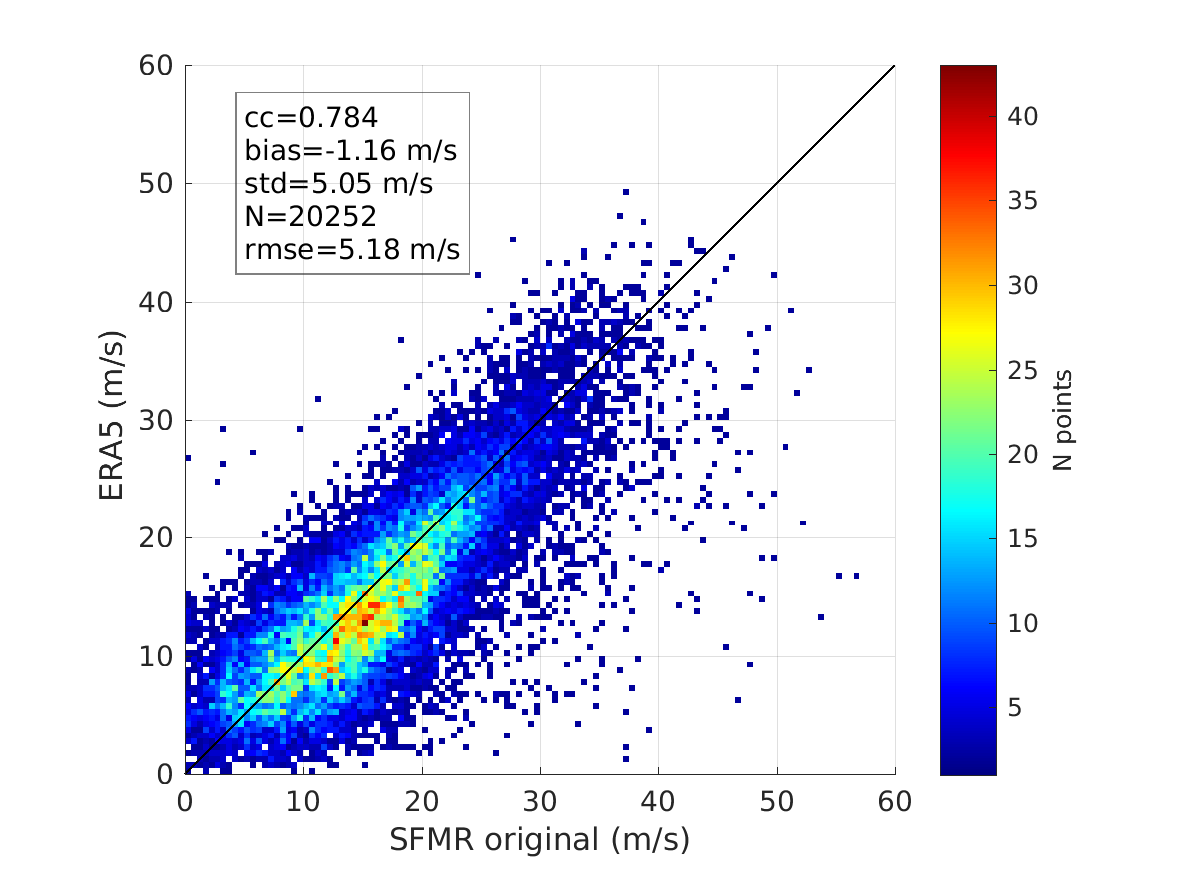 cc=0.784
bias=-1.16 m/s
std=5.05 m/s
N=20252
rmse=5.18 m/s
60
50
40
30
20
10
0
ERA5 (m/s)
0 10 20 30 40 50 60
SFMR original (m/s)
40
35
30
25
20
15
10
5
N points